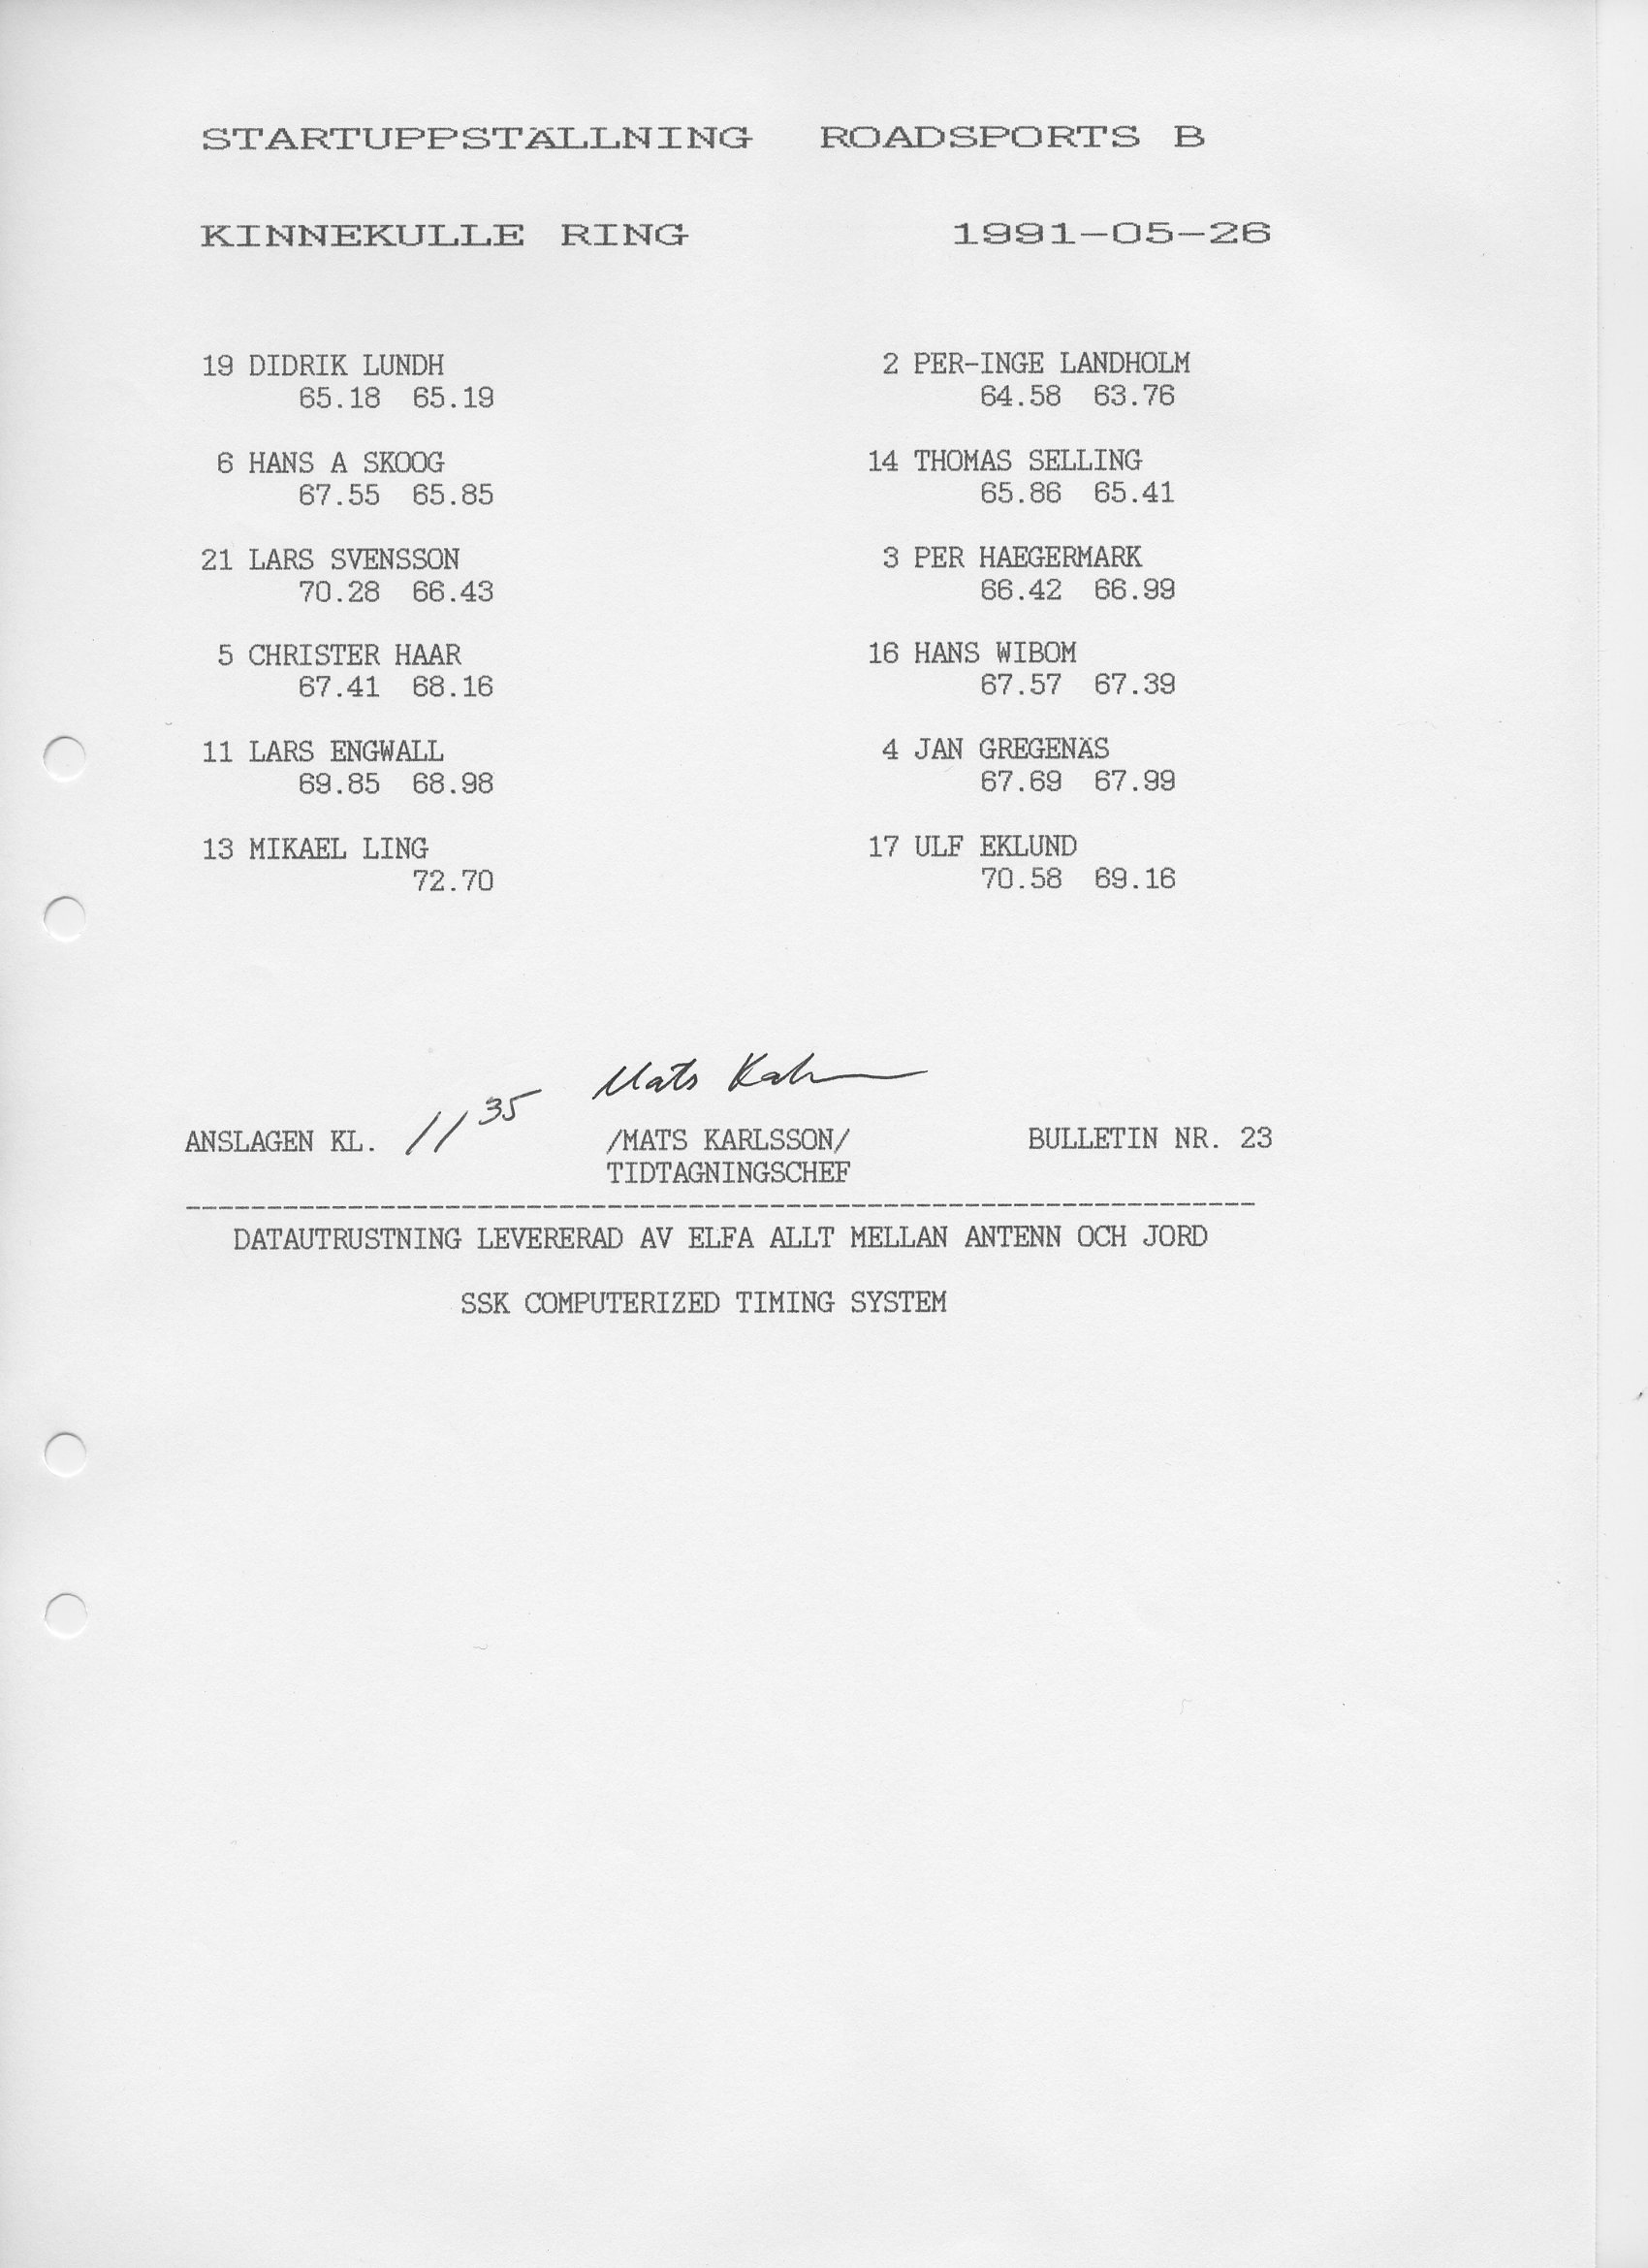 STARTUPPSTÄLLNING ROADSPORTS B
KINNEKULLE RING 1991-05-26
19 DIDRIK LUNDH 2 PER-INGE LANDHOLM
65.18 65.19 64.58 63.76
6 HANS A SKOOG 14 THOMAS SELLING
67.55 65.85 65.86 65.41
21 LARS SVENSSON 3 PER HAEGERMARK
70.28 66.43 66.42 66.99
5 CHRISTER HAAR 16 HANS WIBOM
67.41 68.16 67.57 67.39
11 LARS ENGWALL 4 JAN GREGENÄS
69.85 68.98 67.69 67.99
13 MIKAEL LING 17 ULF EKLUND
72.70 70.58 69.16
Mats
ANSLAGEN KL. 11 35 /MATS KARLSSON/ BULLETIN NR. 23
TIDTAGNINGSCHEF
------------------------------------------------------------------
DATAUTRUSTNING LEVERERAD AV ELFA ALLT MELLAN ANTENN OCH JORD
SSK COMPUTERIZED TIMING SYSTEM